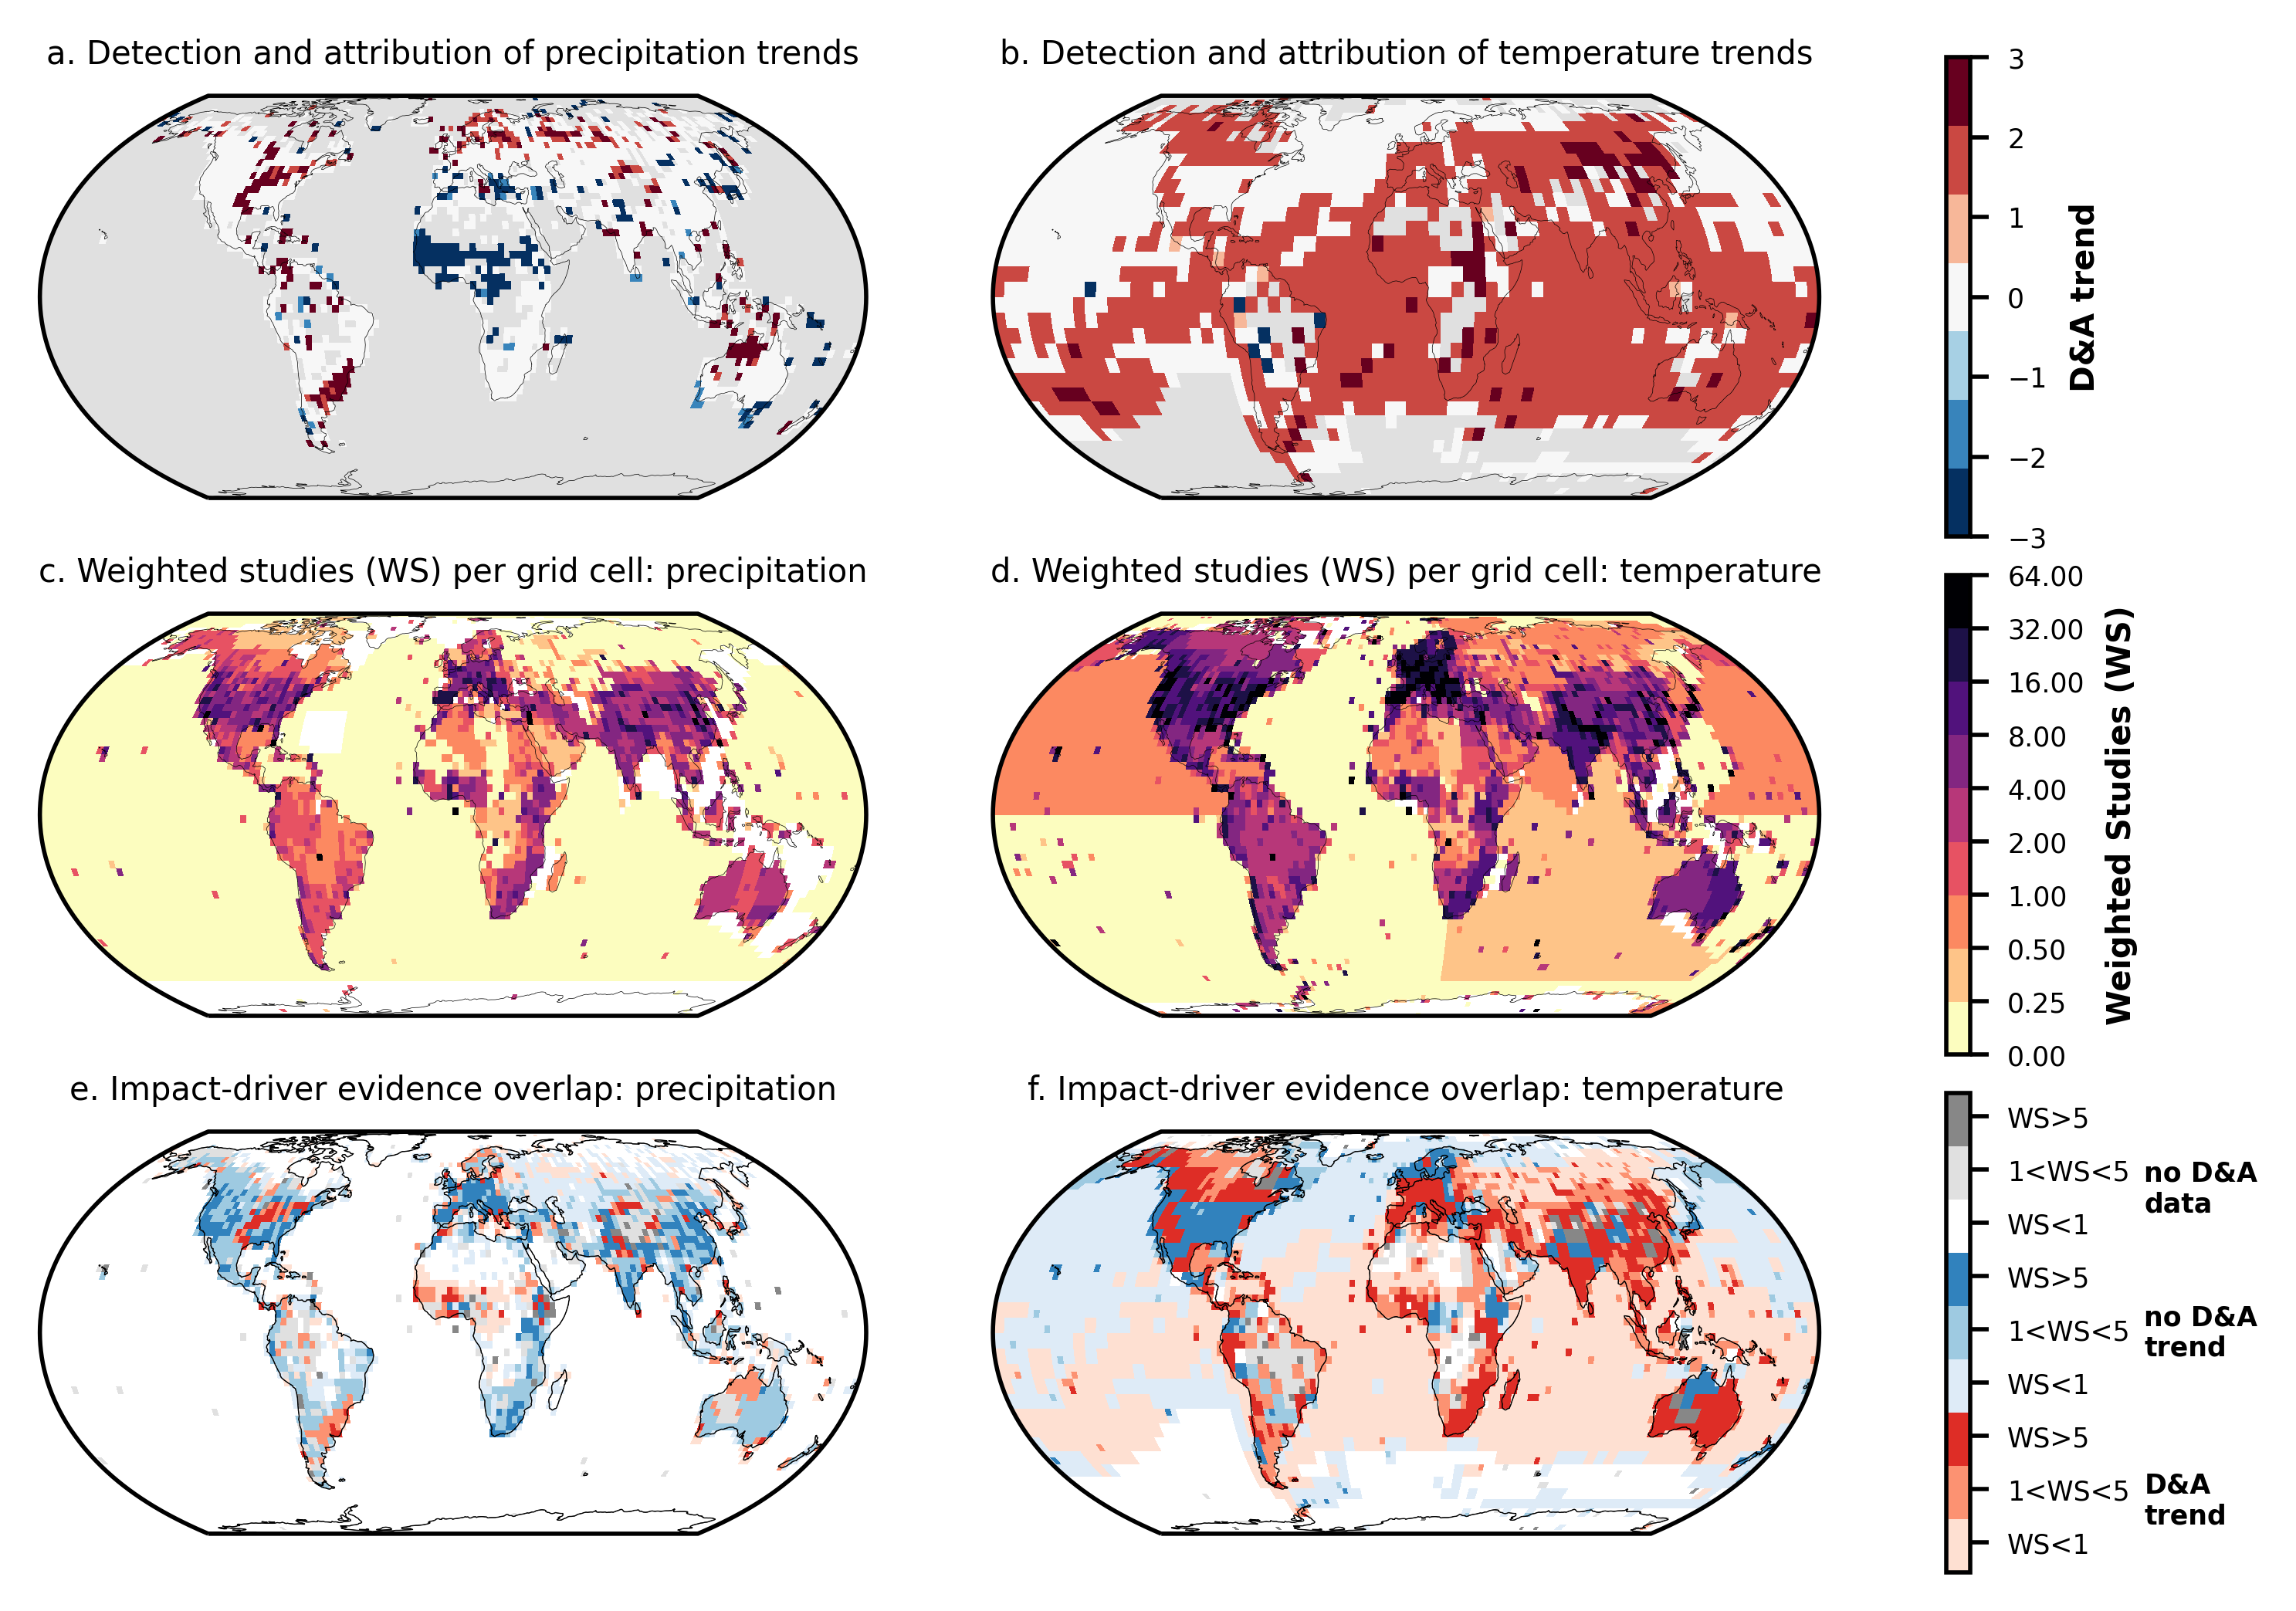 a. Detection and attribution of precipitation trends
b. Detection and attribution of temperature trends
3
2
1
0
−1
−2
−3
D&A trend
c. Weighted studies (WS) per grid cell: precipitation
d. Weighted studies (WS) per grid cell: temperature
64.00
32.00
16.00
8.00
4.00
2.00
1.00
0.50
0.25
0.00
Weighted Studies (WS)
e. Impact-driver evidence overlap: precipitation
f. Impact-driver evidence overlap: temperature
WS>5
1<WS<5
WS<1
no D&A
data
WS>5
1<WS<5
WS<1
no D&A
trend
WS>5
1<WS<5
WS<1
D&A
trend